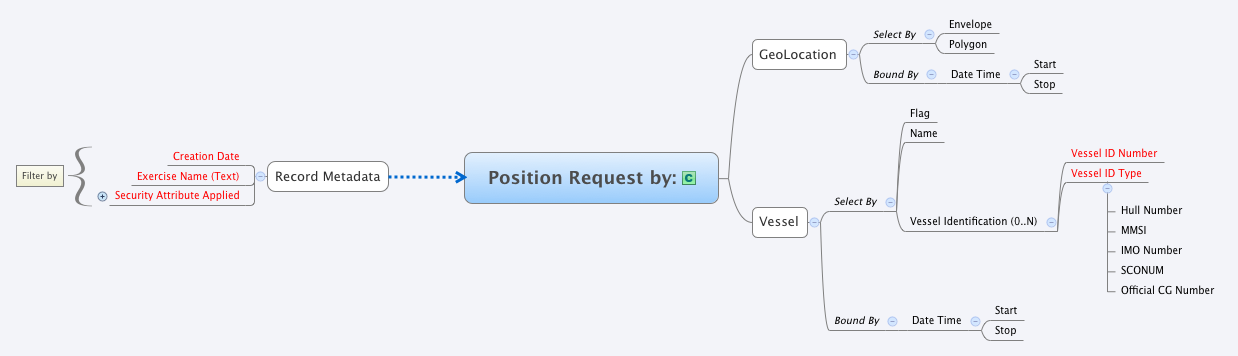 Filter by
Creation Date
Exercise Name (Text)
Security Attribute Applied
Record Metadata
Position Request by: C
GeoLocation
Select By
Envelope
Polygon
Bound By
Date Time
Start
Stop
Vessel
Select By
Flag
Name
Vessel Identification (0..N)
Vessel ID Number
Vessel ID Type
Hull Number
MMSI
IMO Number
SCONUM
Official CG Number
Bound By
Date Time
Start
Stop